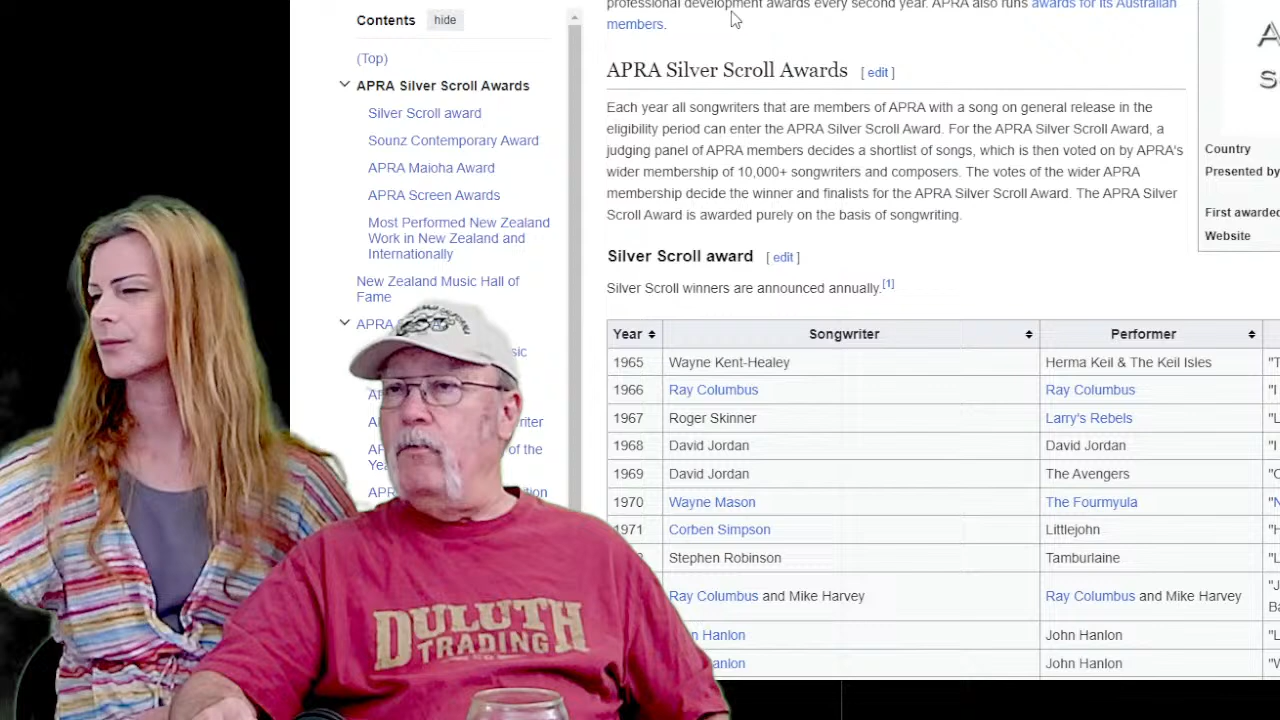 professional development awards every second year. APRA also runs awards for its Australian
members.
Contents hide
(Top)
APRA Silver Scroll Awards
Silver Scroll award
Sounz Contemporary Award
APRA Maioha Award
APRA Screen Awards
Most Performed New Zealand
Work in New Zealand and
Internationally
New Zealand Music Hall of
Fame
APRA
APRA Silver Scroll Awards [ edit ]
Each year all songwriters that are members of APRA with a song on general release in the
eligibility period can enter the APRA Silver Scroll Award. For the APRA Silver Scroll Award, a
judging panel of APRA members decides a shortlist of songs, which is then voted on by APRA's
wider membership of 10,000+ songwriters and composers. The votes of the wider APRA
membership decide the winner and finalists for the APRA Silver Scroll Award. The APRA Silver
Scroll Award is awarded purely on the basis of songwriting.
Silver Scroll award [ edit ]
Silver Scroll winners are announced annually.[1]
Year Songwriter Performer
1965 Wayne Kent-Healey Herma Keil & The Keil Isles
1966 Ray Columbus Ray Columbus "I
1967 Roger Skinner Larry's Rebels "L
1968 David Jordan David Jordan "I
1969 David Jordan The Avengers
1970 Wayne Mason The Fourmyula "N
1971 Corben Simpson Littlejohn "H
Stephen Robinson Tamburlaine "L
Ray Columbus and Mike Harvey Ray Columbus and Mike Harvey "J
Ba
n Hanlon John Hanlon "L
anlon John Hanlon "W
Country
Presented by
First awarded
Website
of the
DULUTH
TRADING